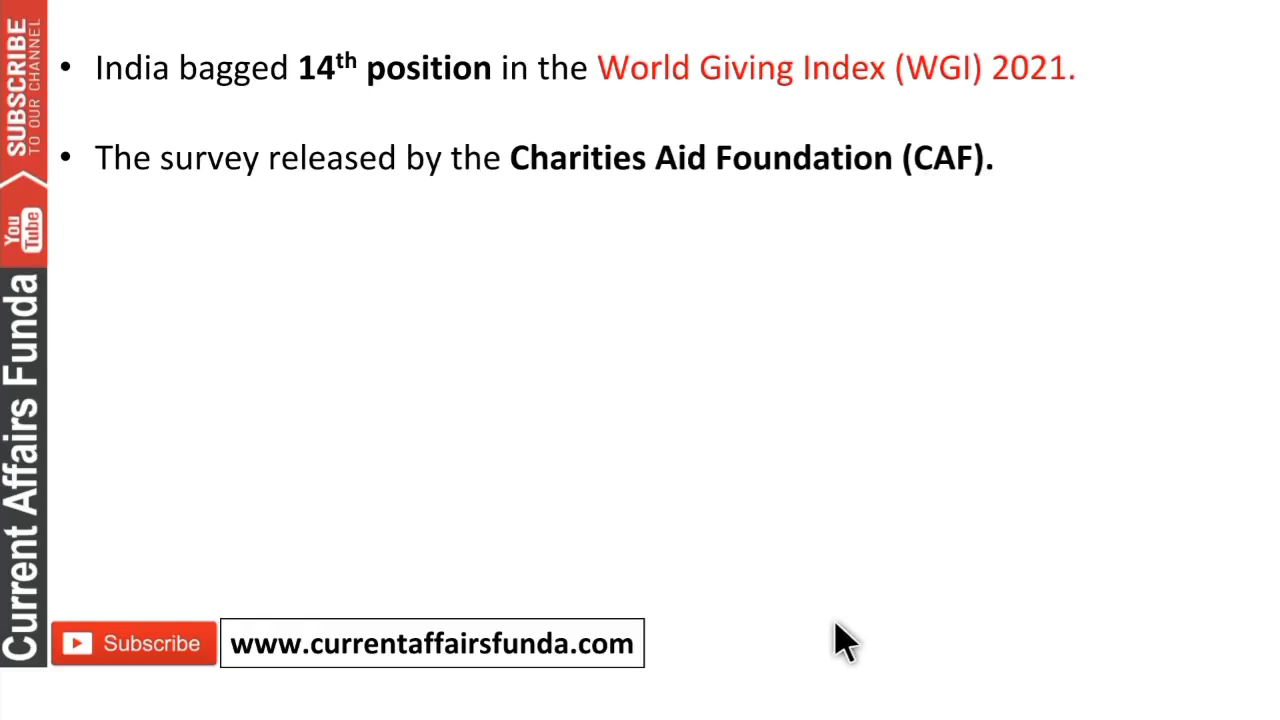 • India bagged 14th position in the World Giving Index (WGI) 2021.
• The survey released by the Charities Aid Foundation (CAF).
SUBSCRIBE
TO OUR CHANNEL
You
Tube
Current Affairs Funda
Subscribe
www.currentaffairsfunda.com